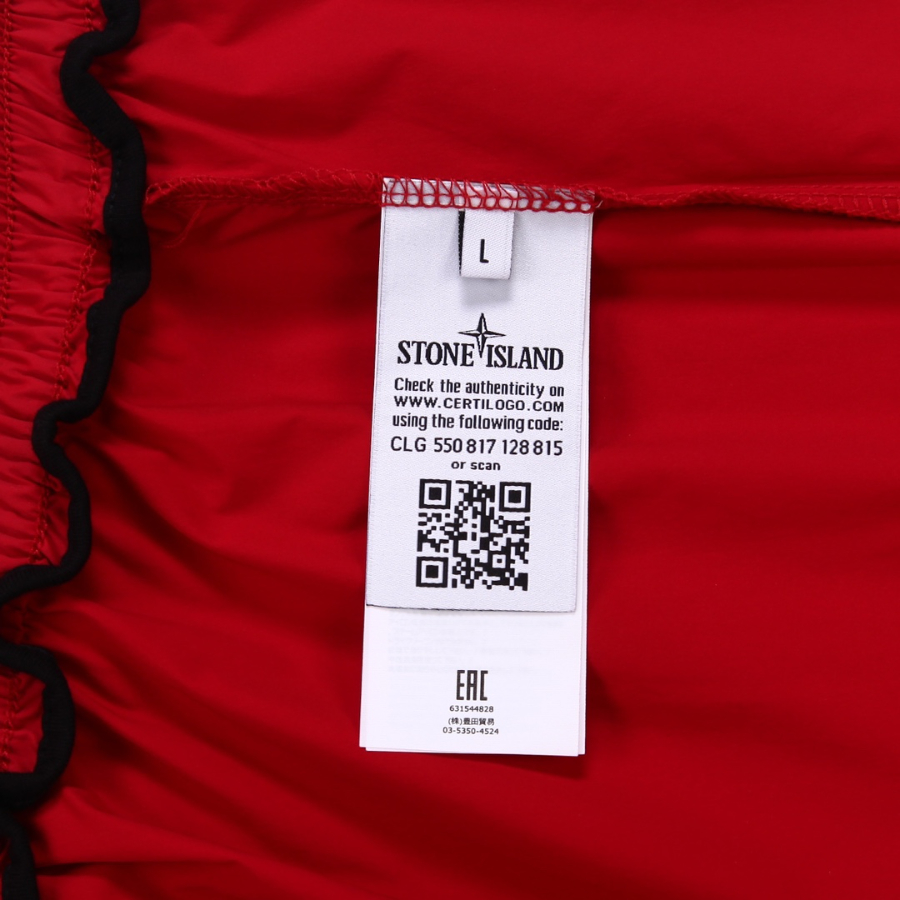 L
STONE ISLAND
Check the authenticity on
WWW.CERTILOGO.COM
using the following code:
CLG 550 817 128 815
or scan
EAC
631544828
(株)豊田貿易
03-5350-4524